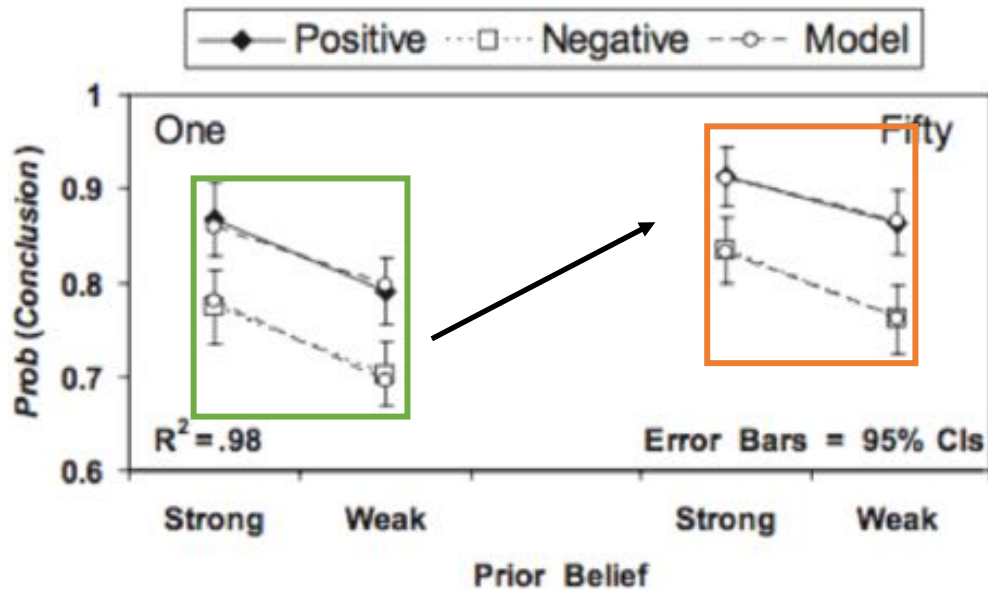 Positive Negative Model
Prob (Conclusion)
1
0.9
0.8
0.7
0.6
One Fifty
R² = .98 Error Bars = 95% CIs
Strong Weak Strong Weak
Prior Belief